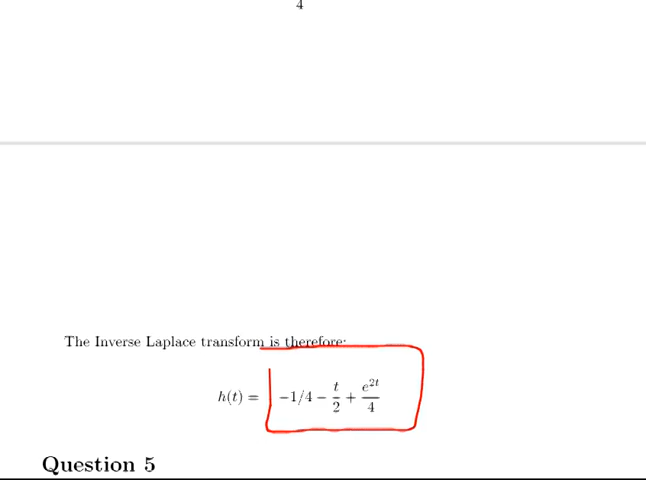 4
The Inverse Laplace transform is therefore:
h(t) = -1/4 - t/2 + e^{2t}/4
Question 5